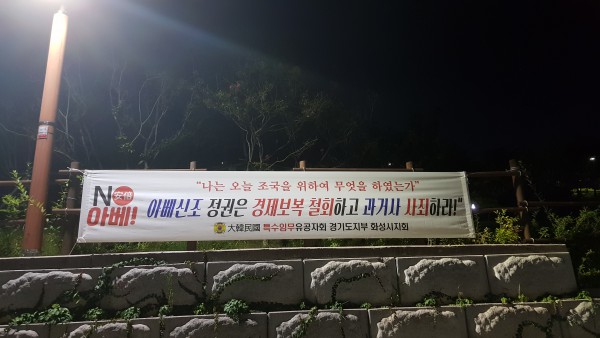 NO 安倍
아베!
"나는 오늘 조국을 위하여 무엇을 하였는가"
아베신조 정권은 경제보복 철회하고 과거사 사죄하라!"
大韓民國 특수임무유공자회 경기도지부 화성시지회